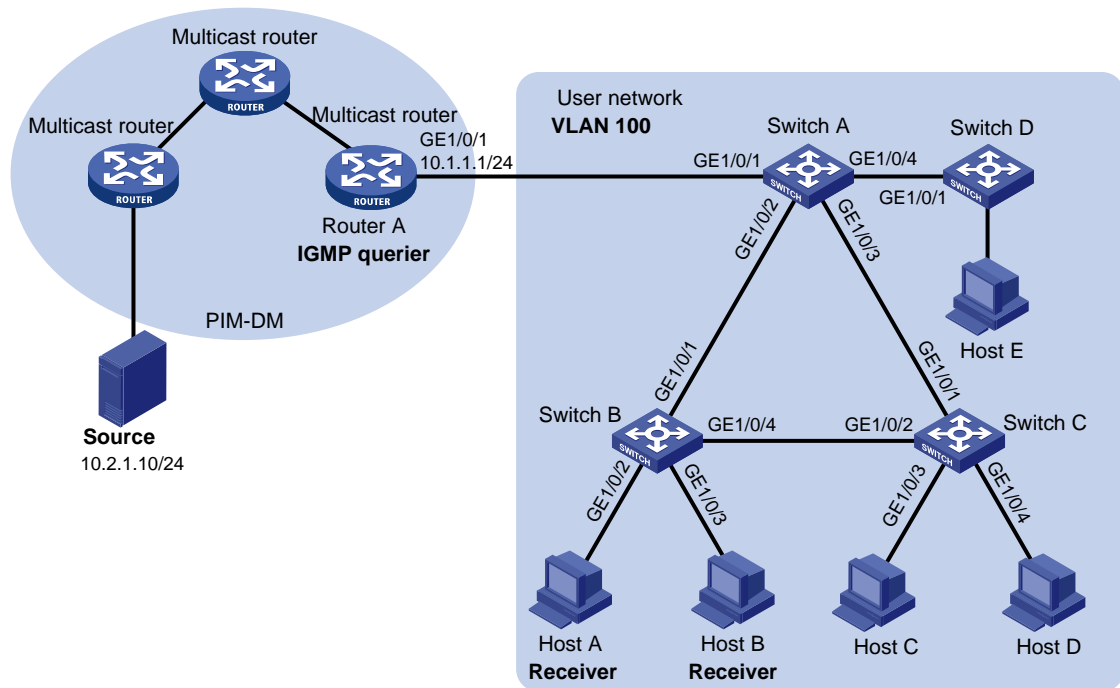 Multicast router
ROUTER
Multicast router
ROUTER
Multicast router
GE1/0/1
10.1.1.1/24
ROUTER
Router A
IGMP querier
PIM-DM
Source
10.2.1.10/24
User network
VLAN 100
Switch A
GE1/0/1
SWITCH
GE1/0/4
GE1/0/2
GE1/0/3
Switch D
GE1/0/1
SWITCH
Host E
GE1/0/1
GE1/0/1
Switch B
SWITCH
GE1/0/4
GE1/0/2
Switch C
SWITCH
GE1/0/2
GE1/0/3
GE1/0/3
GE1/0/4
Host A
Receiver
Host B
Receiver
Host C
Host D